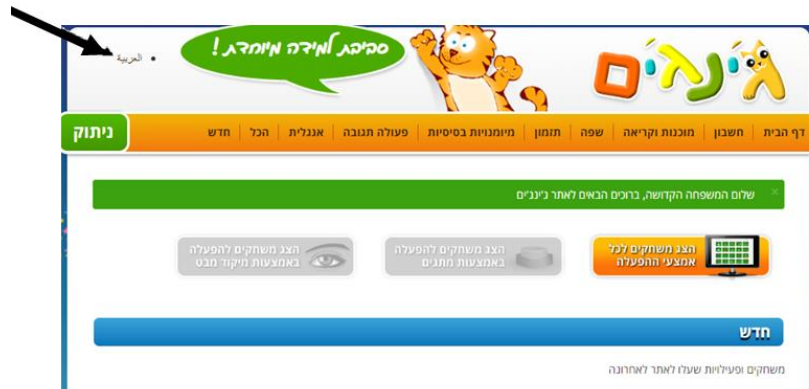 العربية
סביבת למידה מיוחדת!
ג'ינג'ים
דף הבית | חשבון | מוכנות וקריאה | שפה | תזמון | מיומנויות בסיסיות | פעולה תגובה | אנגלית | הכל | חדש
ניתוק
שלום המשפחה הקדושה, ברוכים הבאים לאתר ג'ינג'ים
הצג משחקים לכל
אמצעי ההפעלה
הצג משחקים להפעלה
באמצעות מתגים
הצג משחקים להפעלה
באמצעות מיקוד מבט
חדש
משחקים ופעילויות שעלו לאתר לאחרונה